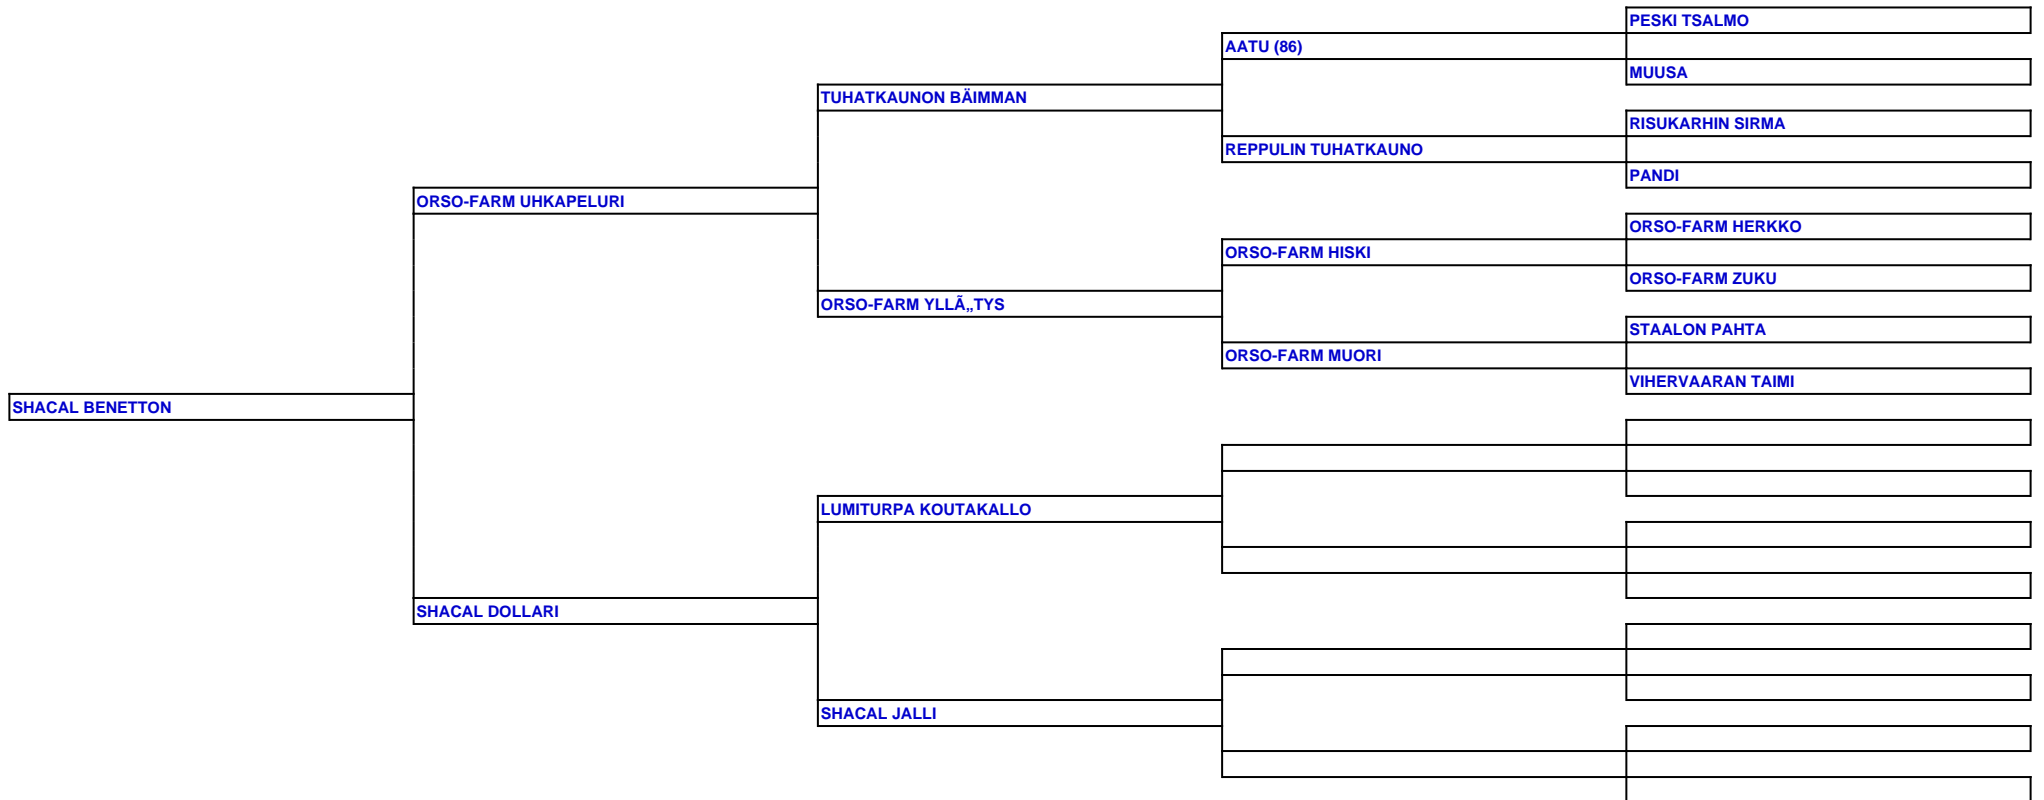 PESKI TSALMO
AATU (86)
MUUSA
TUHATKAUNON BÄIMMAN
RISUKARHIN SIRMA
REPPULIN TUHATKAUNO
PANDI
ORSO-FARM UHKAPELURI
ORSO-FARM HERKKO
ORSO-FARM HISKI
ORSO-FARM ZUKU
ORSO-FARM YLLÃ„TYS
STAALON PAHTA
ORSO-FARM MUORI
VIHERVAARAN TAIMI
SHACAL BENETTON
LUMITURPA KOUTAKALLO
SHACAL DOLLARI
SHACAL JALLI